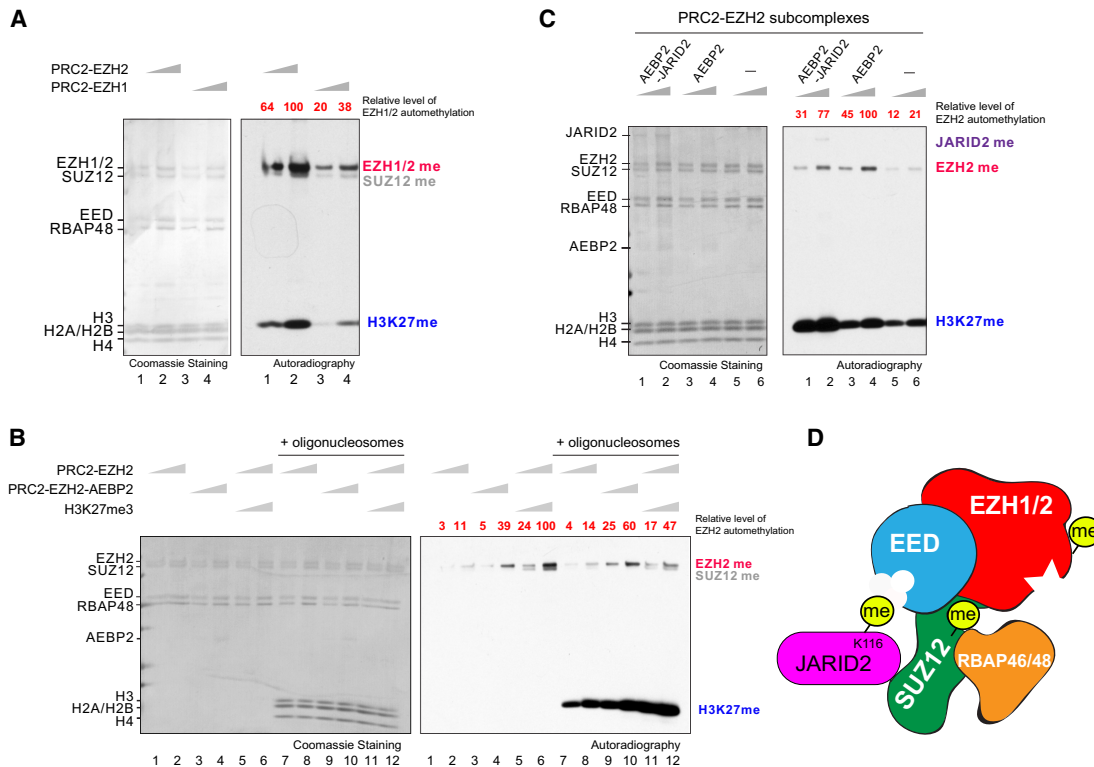 A
PRC2-EZH2
PRC2-EZH1
64 100 20 38
Relative level of
EZH1/2 automethylation
EZH1/2
SUZ12
EED
RBAP48
H3
H2A/H2B
H4
EZH1/2 me
SUZ12 me
H3K27me
Coomassie Staining
Autoradiography
1 2 3 4
1 2 3 4
C
PRC2-EZH2 subcomplexes
AEBP2
-JARID2
AEBP2
—
AEBP2
-JARID2
AEBP2
—
31 77 45 100 12 21
Relative level of
EZH2 automethylation
JARID2
EZH2
SUZ12
EED
RBAP48
AEBP2
H3
H2A/H2B
H4
JARID2 me
EZH2 me
H3K27me
Coomassie Staining
Autoradiography
1 2 3 4 5 6
1 2 3 4 5 6
B
+ oligonucleosomes
+ oligonucleosomes
PRC2-EZH2
PRC2-EZH2-AEBP2
H3K27me3
3 11 5 39 24 100 4 14 25 60 17 47
Relative level of
EZH2 automethylation
EZH2
SUZ12
EED
RBAP48
AEBP2
H3
H2A/H2B
H4
EZH2 me
SUZ12 me
H3K27me
Coomassie Staining
Autoradiography
1 2 3 4 5 6 7 8 9 10 11 12
1 2 3 4 5 6 7 8 9 10 11 12
D
EZH1/2
me
EED
me
me
K116
JARID2
SUZ12
RBAP46/48